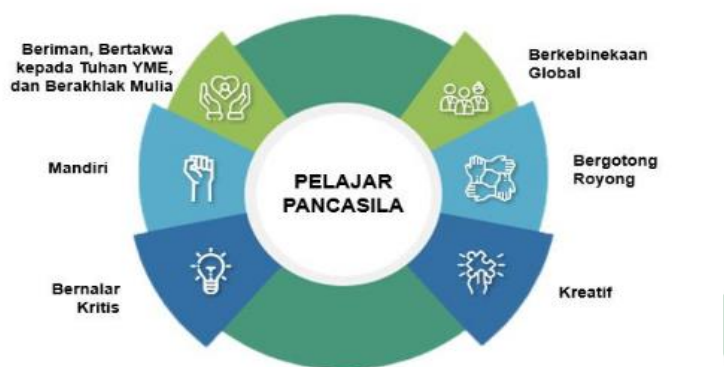 Beriman, Bertakwa
kepada Tuhan YME,
dan Berakhlak Mulia
Berkebinekaan
Global
Mandiri
PELAJAR
PANCASILA
Bergotong
Royong
Bernalar
Kritis
Kreatif